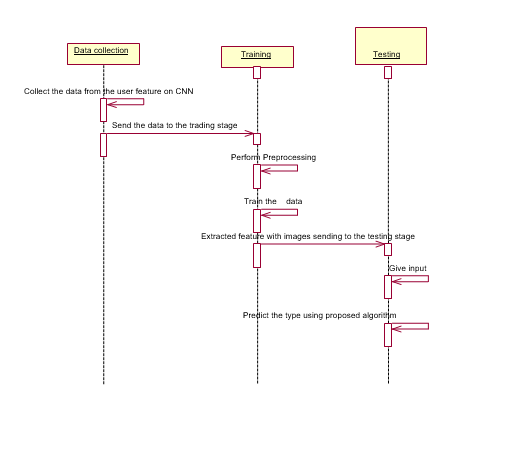 Data collection
Training
Testing
Collect the data from the user feature on CNN
Send the data to the trading stage
Perform Preprocessing
Train the data
Extracted feature with images sending to the testing stage
Give input
Predict the type using proposed algorithm